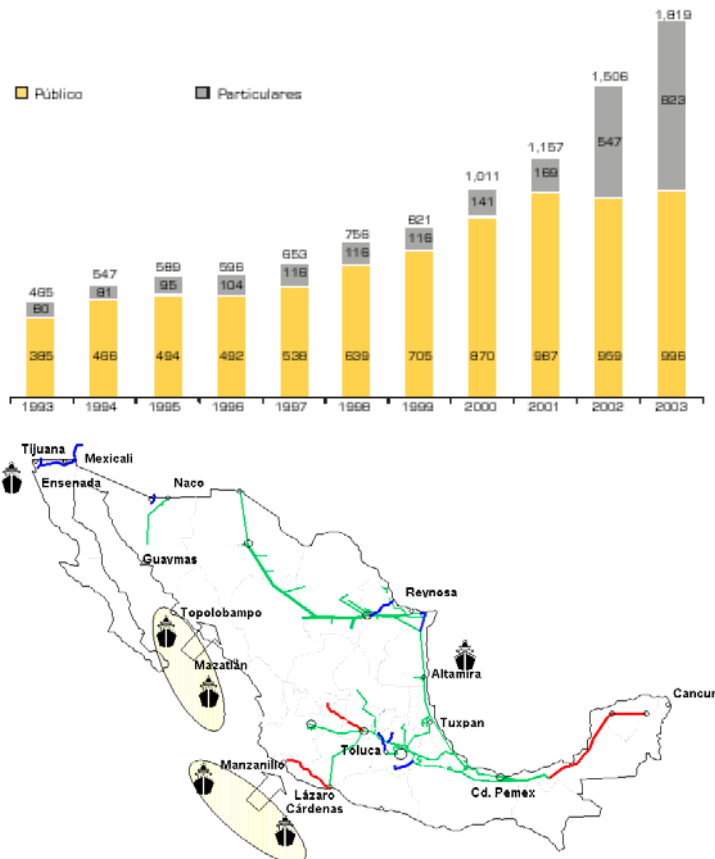 1,819
Público
Particulares
1,506
823
1,157
547
1,011
169
821
141
756
116
653
116
589
596
116
547
95
104
465
81
80
385
466
494
492
538
639
705
870
987
959
996
1993
1994
1995
1996
1997
1998
1999
2000
2001
2002
2003
Tijuana
Mexicali
Ensenada
Naco
Guaymas
Reynosa
Topolobampo
Mazatlán
Altamira
Cancun
Tuxpan
Toluca
Manzanillo
Cd. Pemex
Lázaro
Cárdenas